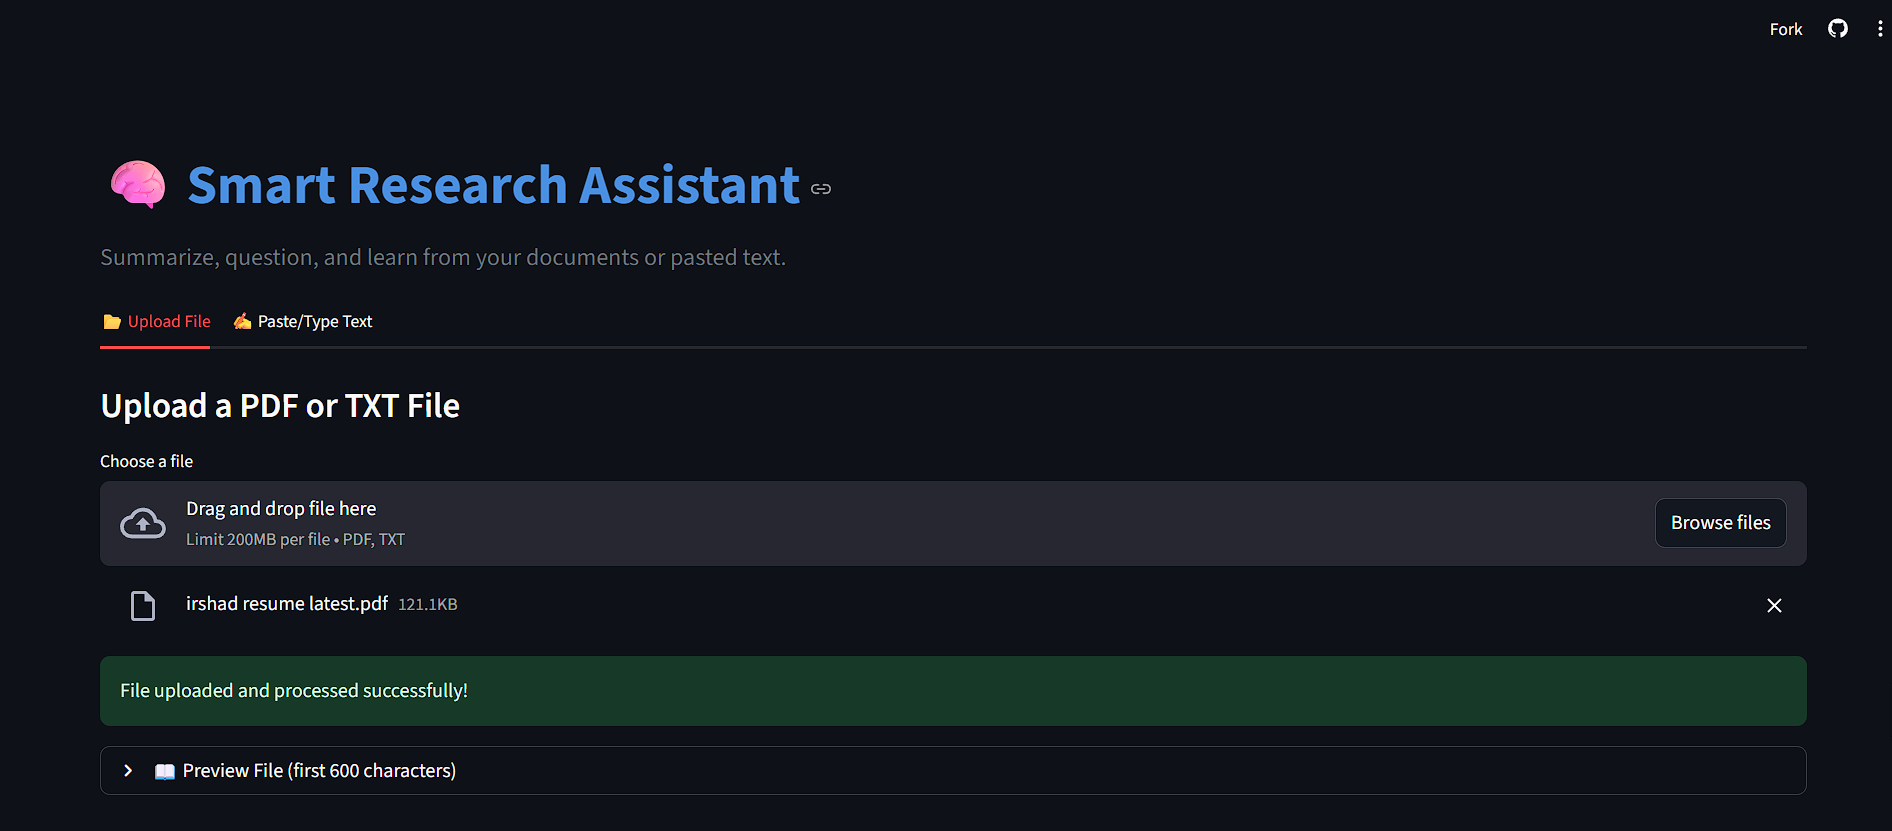 Fork
Smart Research Assistant
Summarize, question, and learn from your documents or pasted text.
Upload File
Paste/Type Text
Upload a PDF or TXT File
Choose a file
Drag and drop file here
Limit 200MB per file • PDF, TXT
Browse files
irshad resume latest.pdf 121.1KB
File uploaded and processed successfully!
Preview File (first 600 characters)